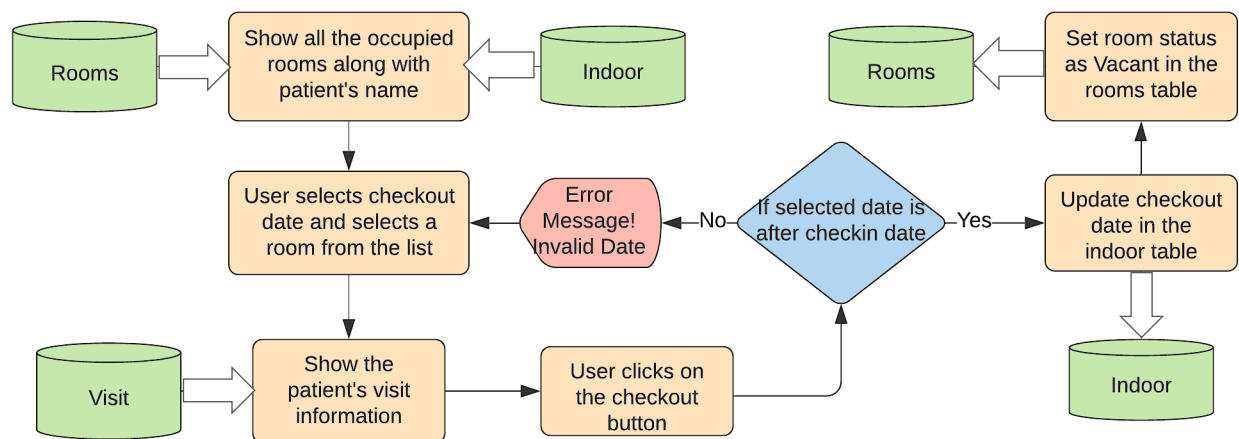 Rooms
Show all the occupied
rooms along with
patient's name
Indoor
Rooms
Set room status
as Vacant in the
rooms table
User selects checkout
date and selects a
room from the list
Error
Message!
Invalid Date
No
If selected date is
after checkin date
Yes
Update checkout
date in the
indoor table
Visit
Show the
patient's visit
information
User clicks on
the checkout
button
Indoor